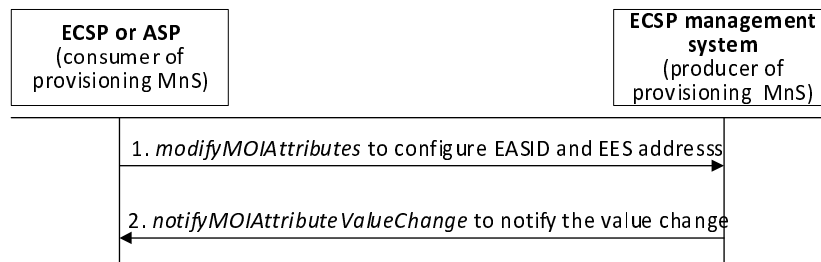 ECSP or ASP
(consumer of
provisioning MnS)
ECSP management
system
(producer of
provisioning MnS)
1. modifyMOIAttributes to configure EASID and EES addresss
2. notifyMOIAttributeValueChange to notify the value change